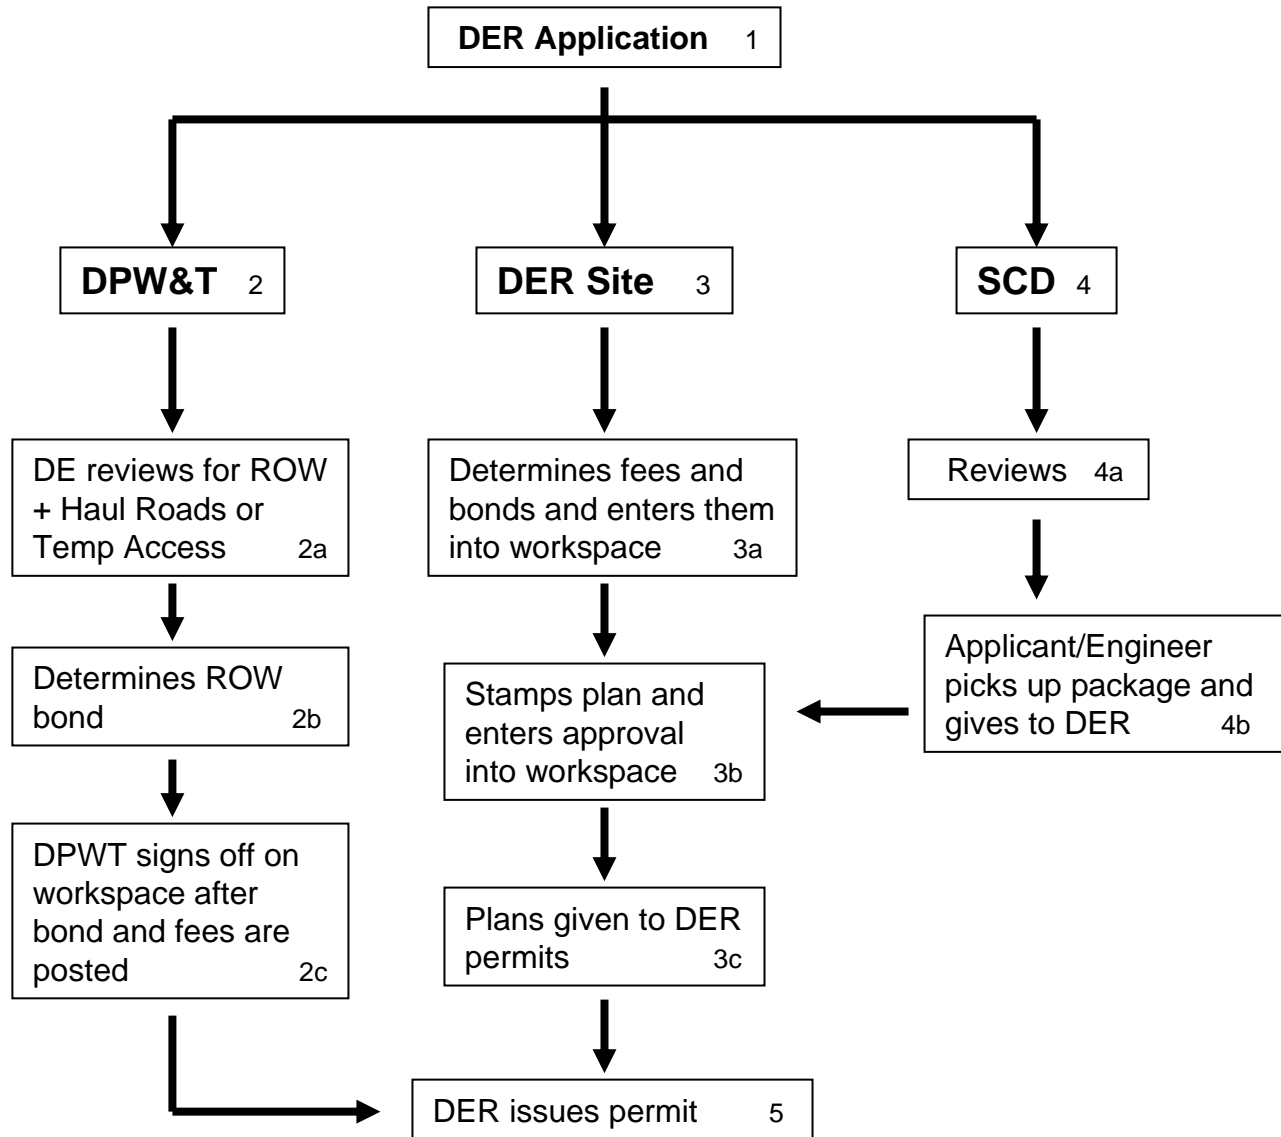 DER Application 1
DPW&T 2
DER Site 3
SCD 4
DE reviews for ROW
+ Haul Roads or
Temp Access 2a
Determines fees and
bonds and enters them
into workspace 3a
Reviews 4a
Determines ROW
bond 2b
Stamps plan and
enters approval
into workspace 3b
Applicant/Engineer
picks up package and
gives to DER 4b
DPWT signs off on
workspace after
bond and fees are
posted 2c
Plans given to DER
permits 3c
DER issues permit 5